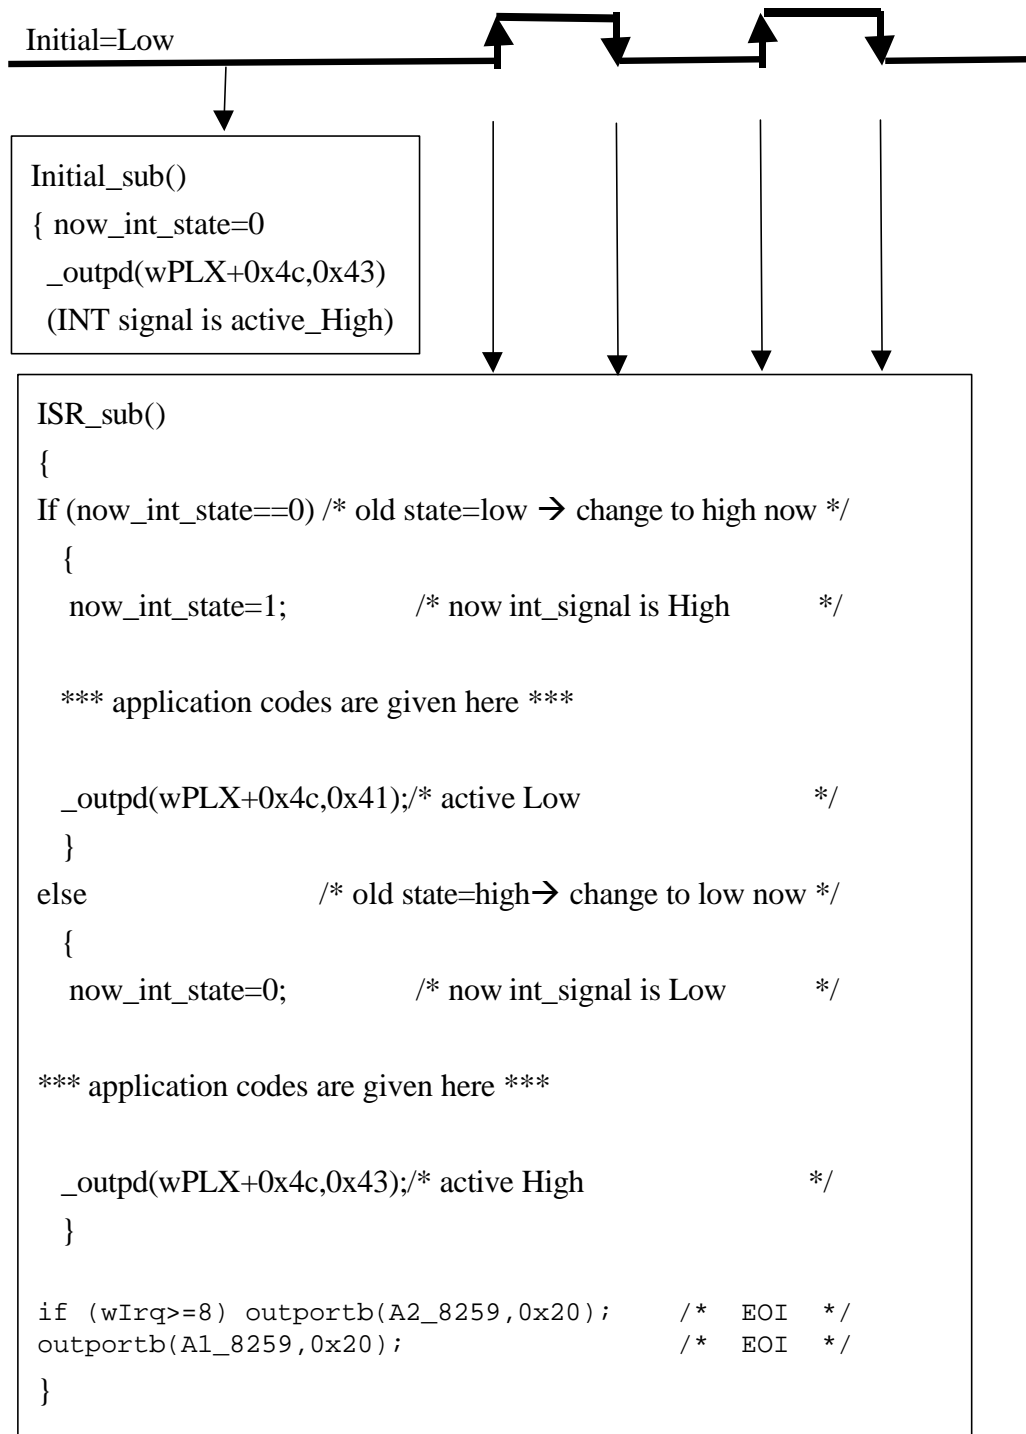 Initial=Low
Initial_sub()
{ now_int_state=0
_outpd(wPLX+0x4c,0x43)
(INT signal is active_High)
ISR_sub()
{
If (now_int_state==0) /* old state=low → change to high now */
{
now_int_state=1; /* now int_signal is High */
*** application codes are given here ***
_outpd(wPLX+0x4c,0x41);/* active Low */
}
else /* old state=high→ change to low now */
{
now_int_state=0; /* now int_signal is Low */
*** application codes are given here ***
_outpd(wPLX+0x4c,0x43);/* active High */
}
if (wIrq>=8) outportb(A2_8259,0x20); /* EOI */
outportb(A1_8259,0x20); /* EOI */
}